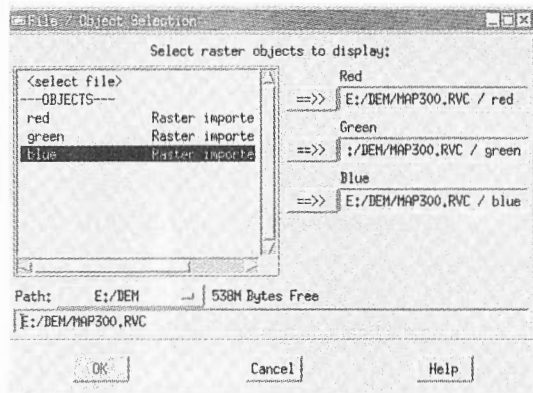 File / Object Selection
Select raster objects to display:
<select file>
---OBJECTS---
red Raster importe
green Raster importe
blue Raster importe
Red
==>> E:/DEM/MAP300.RVC / red
Green
==>> :/DEM/MAP300.RVC / green
Blue
==>> E:/DEM/MAP300.RVC / blue
Path: E:/DEM 538M Bytes Free
E:/DEM/MAP300.RVC
OK Cancel Help